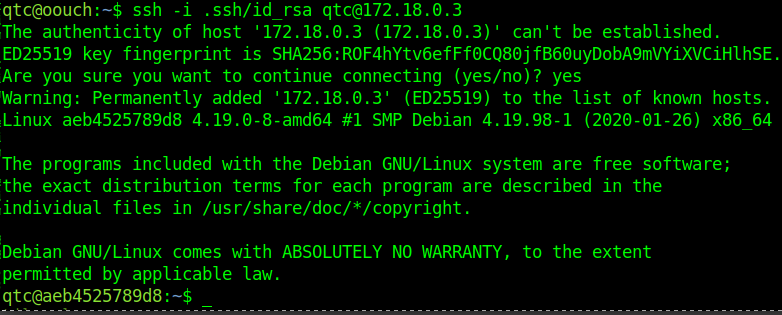 qtc@oouch:~$ ssh -i .ssh/id_rsa qtc@172.18.0.3
The authenticity of host '172.18.0.3 (172.18.0.3)' can't be established.
ED25519 key fingerprint is SHA256:ROF4hYtv6efFf0CQ80jfB60uyDobA9mVYiXVCiHlhSE.
Are you sure you want to continue connecting (yes/no)? yes
Warning: Permanently added '172.18.0.3' (ED25519) to the list of known hosts.
Linux aeb4525789d8 4.19.0-8-amd64 #1 SMP Debian 4.19.98-1 (2020-01-26) x86_64
The programs included with the Debian GNU/Linux system are free software;
the exact distribution terms for each program are described in the
individual files in /usr/share/doc/*/copyright.
Debian GNU/Linux comes with ABSOLUTELY NO WARRANTY, to the extent
permitted by applicable law.
qtc@aeb4525789d8:~$ _